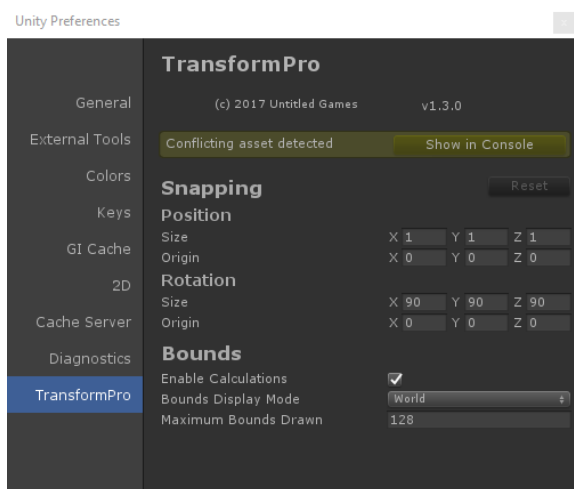 Unity Preferences
TransformPro
(c) 2017 Untitled Games v1.3.0
General
External Tools
Colors
Keys
GI Cache
2D
Cache Server
Diagnostics
TransformPro
Conflicting asset detected Show in Console
Snapping Reset
Position
Size X 1 Y 1 Z 1
Origin X 0 Y 0 Z 0
Rotation
Size X 90 Y 90 Z 90
Origin X 0 Y 0 Z 0
Bounds
Enable Calculations
Bounds Display Mode World
Maximum Bounds Drawn 128